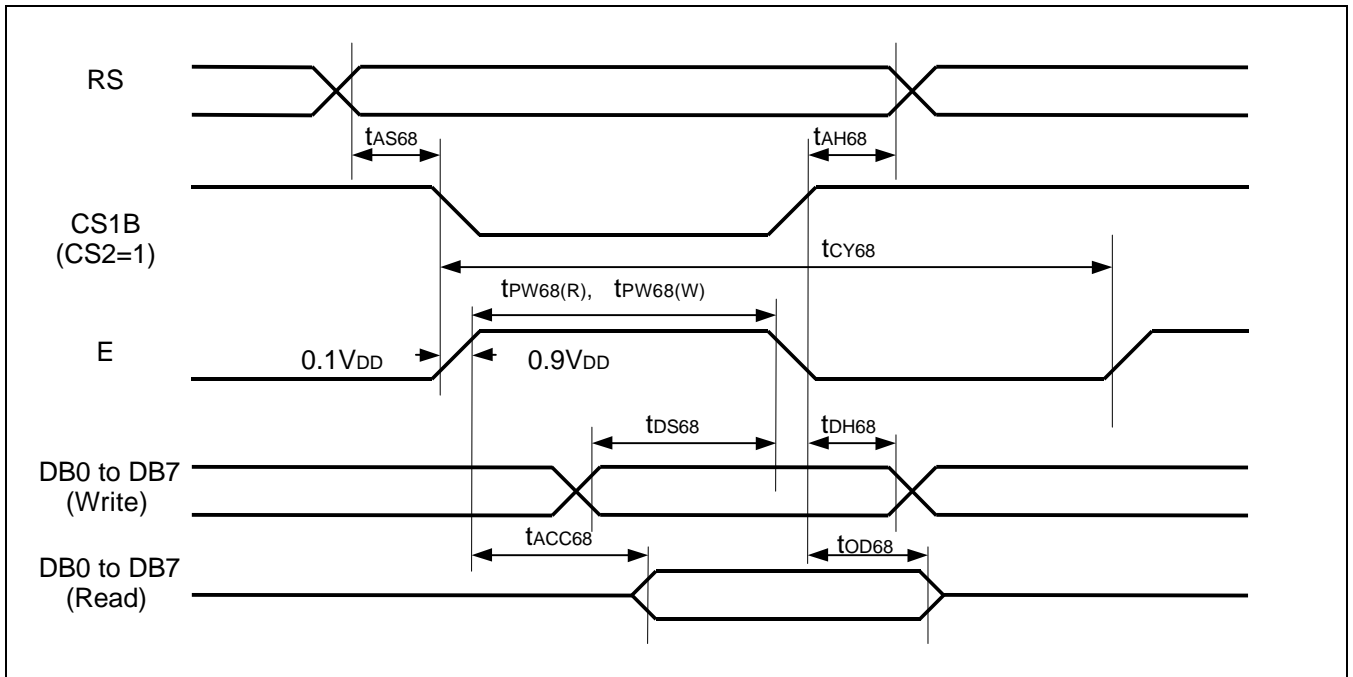 RS
tAS68
tAH68
CS1B
(CS2=1)
tCY68
tPW68(R), tPW68(W)
E
0.1VDD
0.9VDD
tDS68
tDH68
DB0 to DB7
(Write)
tACC68
tOD68
DB0 to DB7
(Read)